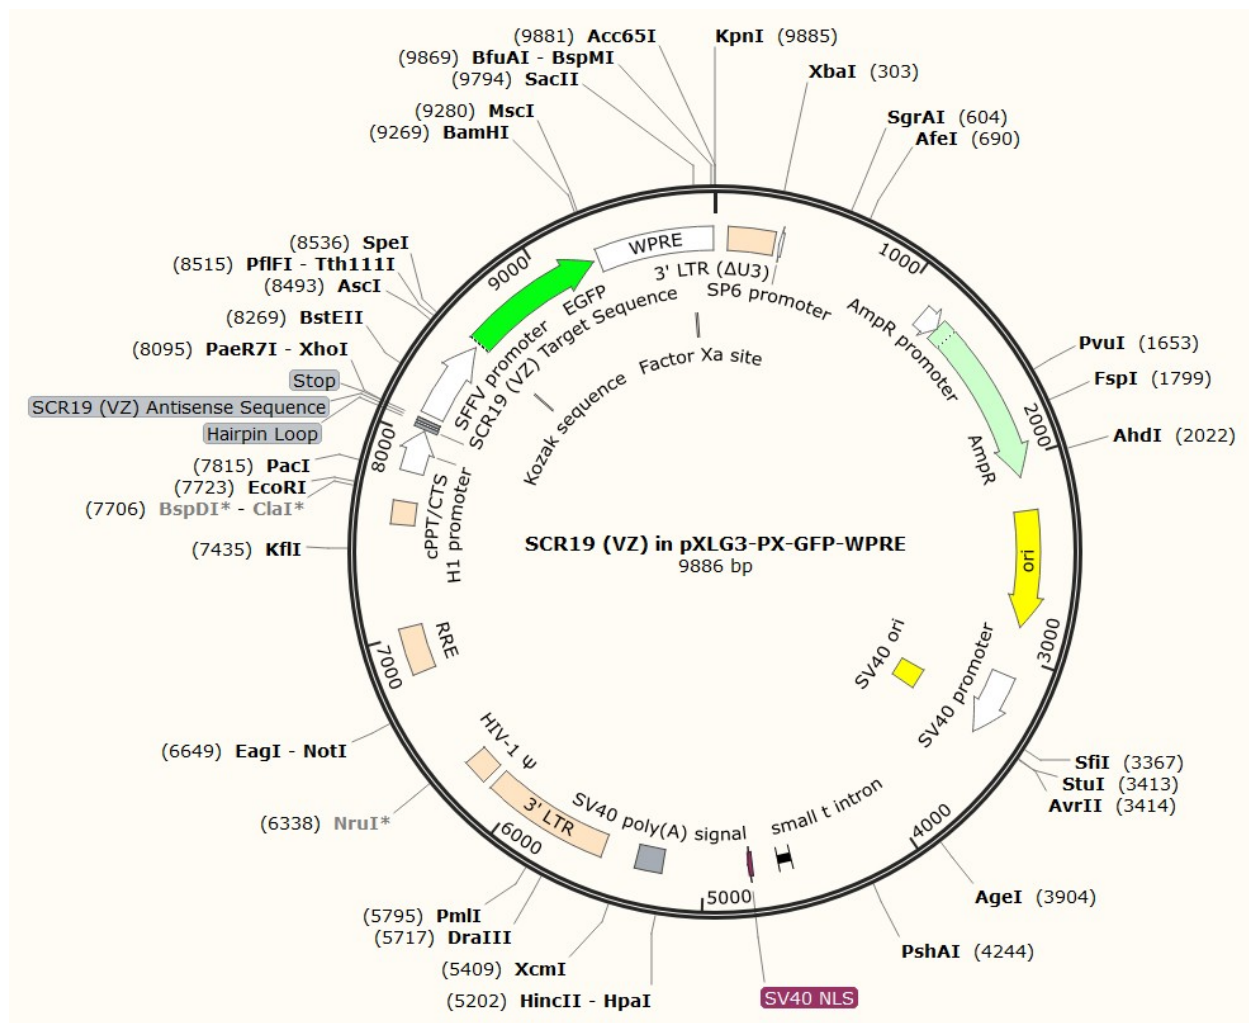 (9881) Acc65I
KpnI (9885)
(9869) BfuAI - BspMI
(9794) SacII
XbaI (303)
(9280) MscI
(9269) BamHI
SgrAI (604)
AfeI (690)
(8536) SpeI
(8515) PflFI - Tth111I
(8493) AscI
(8269) BstEII
(8095) PaeR7I - XhoI
Stop
SCR19 (VZ) Antisense Sequence
Hairpin Loop
(7815) PacI
(7723) EcoRI
(7706) BspDI* - ClaI*
(7435) KflI
(6649) EagI - NotI
(6338) NruI*
(5795) PmlI
(5717) DraIII
(5409) XcmI
(5202) HincII - HpaI
SV40 NLS
PshAI (4244)
AgeI (3904)
AvrII (3414)
StuI (3413)
SfiI (3367)
AhdI (2022)
FspI (1799)
PvuI (1653)
1000
2000
3000
4000
5000
6000
7000
8000
9000
WPRE
3' LTR (ΔU3)
SP6 promoter
EGFP
SFFV promoter
SCR19 (VZ) Target Sequence
Factor Xa site
Kozak sequence
AmpR promoter
AmpR
cPPT/CTS
H1 promoter
SCR19 (VZ) in pXLG3-PX-GFP-WPRE
9886 bp
ori
RRE
SV40 ori
SV40 promoter
HIV-1 Ψ
3' LTR
SV40 poly(A) signal
small t intron